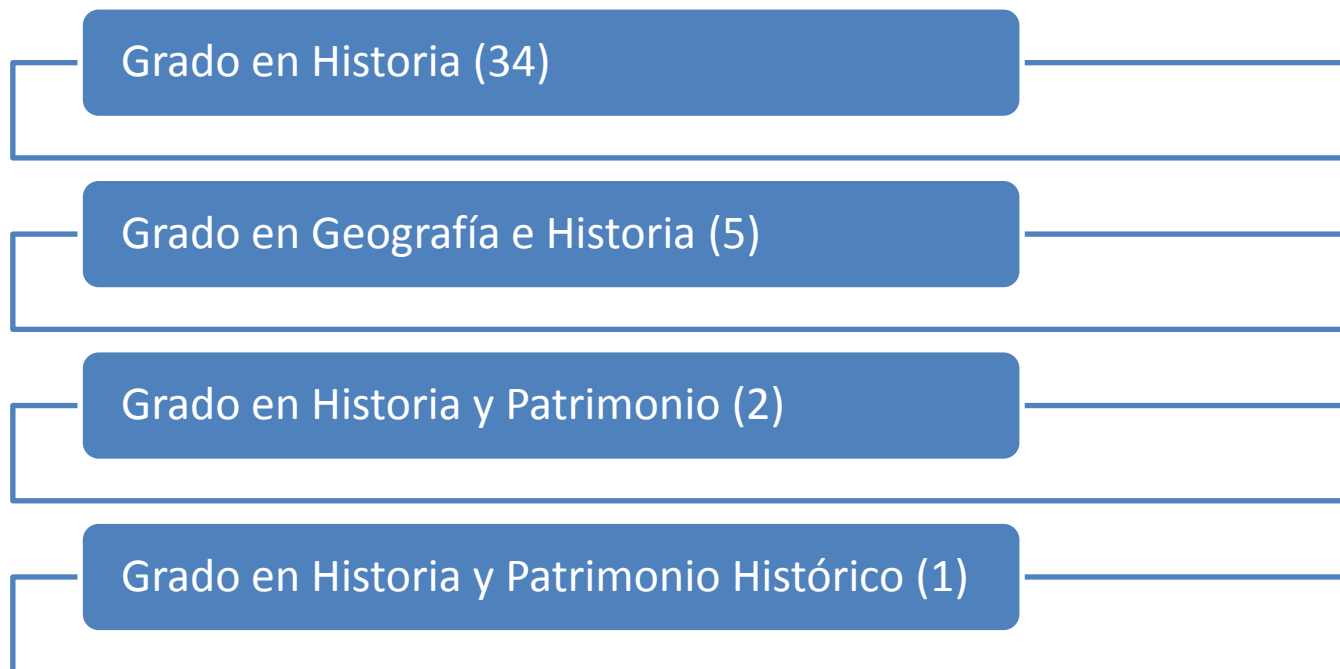 Grado en Historia (34)
Grado en Geografía e Historia (5)
Grado en Historia y Patrimonio (2)
Grado en Historia y Patrimonio Histórico (1)